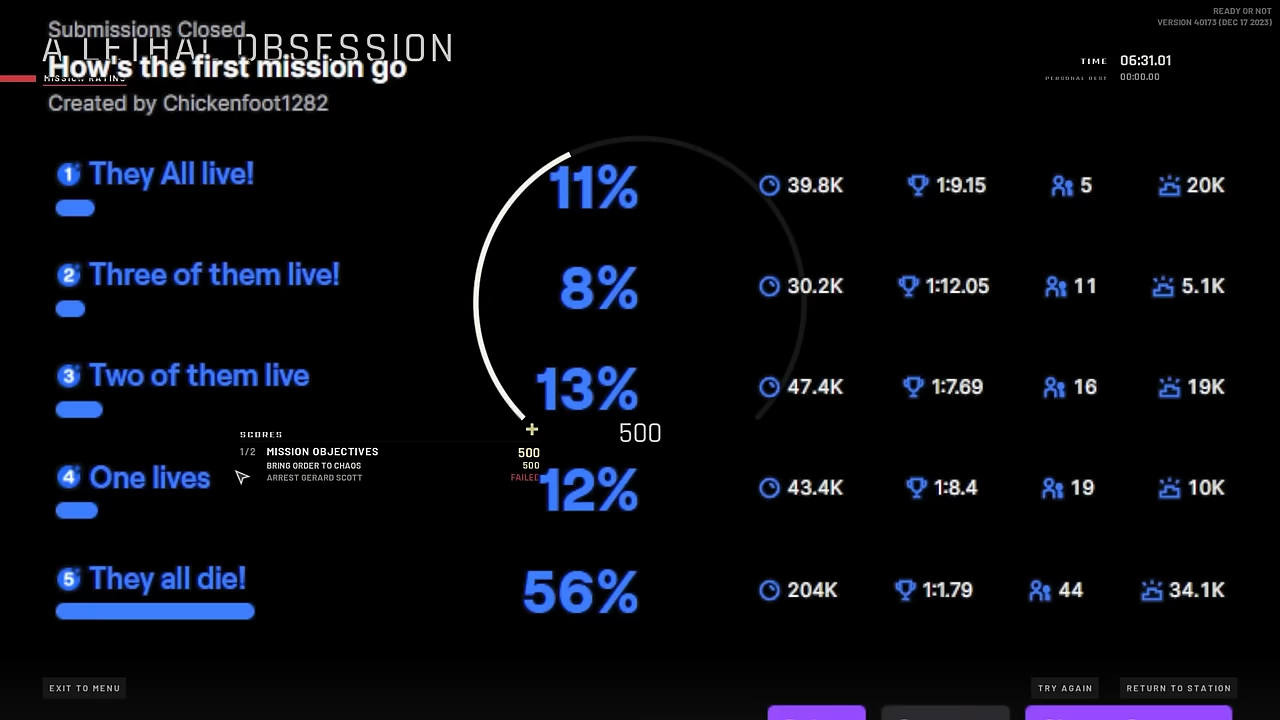 READY OR NOT
VERSION 40173 (DEC 17 2023)
Submissions Closed
A LETHAL OBSESSION
How's the first mission go
MISSION RATING
Created by Chickenfoot1282
TIME 06:31.01
PERSONAL BEST 00:00.00
1 They All live! 11% 39.8K 1:9.15 5 20K
2 Three of them live! 8% 30.2K 1:12.05 11 5.1K
3 Two of them live 13% 47.4K 1:7.69 16 19K
+ 500
SCORES
1/2 MISSION OBJECTIVES 500
BRING ORDER TO CHAOS 500
ARREST GERARD SCOTT FAILED
4 One lives 12% 43.4K 1:8.4 19 10K
5 They all die! 56% 204K 1:1.79 44 34.1K
EXIT TO MENU
TRY AGAIN
RETURN TO STATION